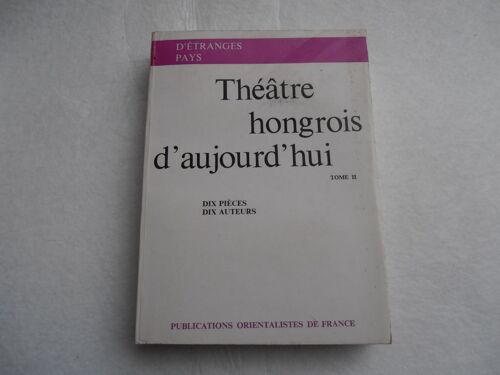 D'ÉTRANGES
PAYS
Théâtre
hongrois
d'aujourd'hui
TOME II
DIX PIÈCES
DIX AUTEURS
PUBLICATIONS ORIENTALISTES DE FRANCE